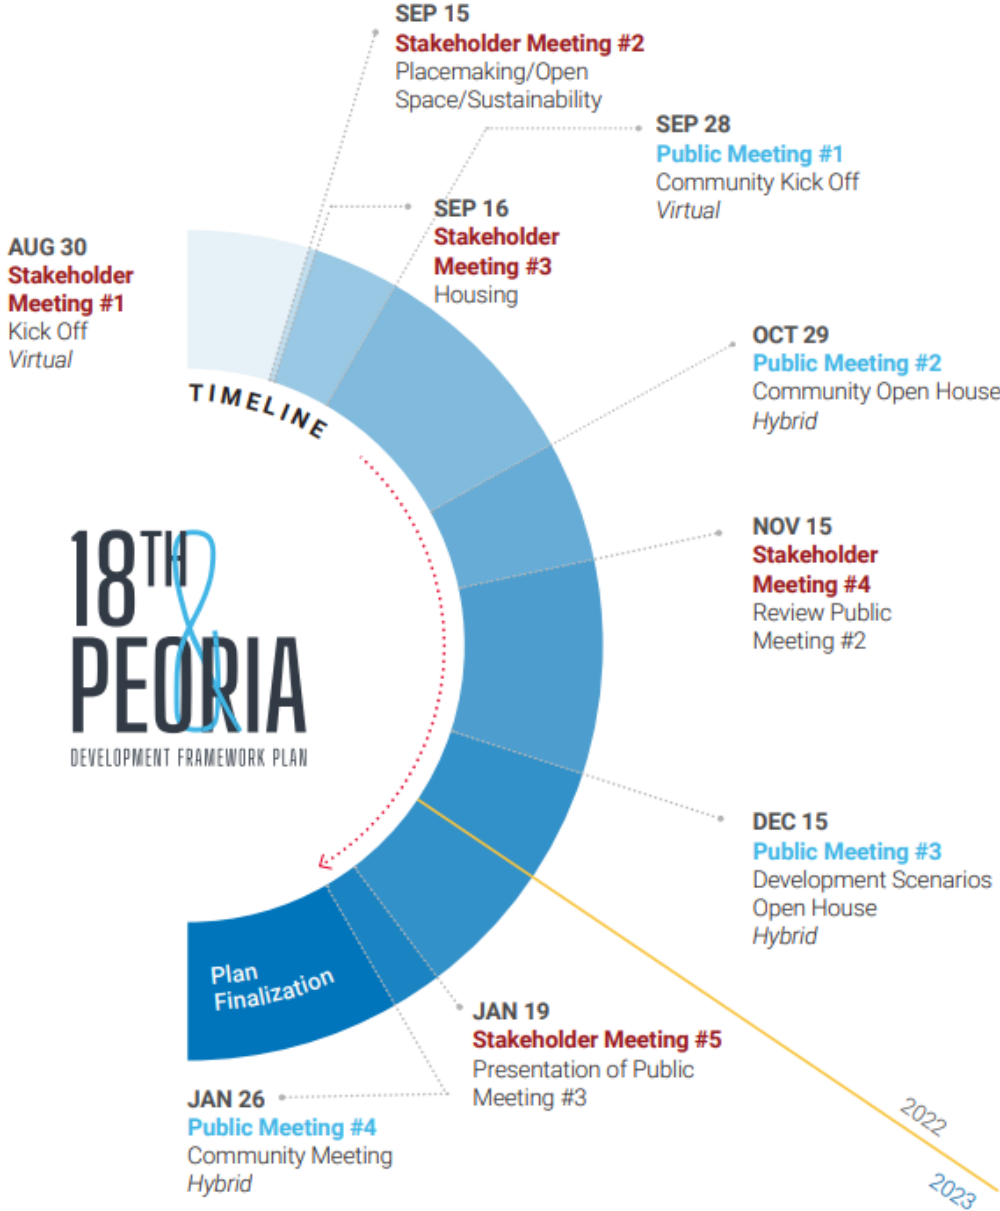 SEP 15
Stakeholder Meeting #2
Placemaking/Open
Space/Sustainability
SEP 28
Public Meeting #1
Community Kick Off
Virtual
SEP 16
Stakeholder
Meeting #3
Housing
AUG 30
Stakeholder
Meeting #1
Kick Off
Virtual
TIMELINE
OCT 29
Public Meeting #2
Community Open House
Hybrid
NOV 15
Stakeholder
Meeting #4
Review Public
Meeting #2
18TH
&
PEORIA
DEVELOPMENT FRAMEWORK PLAN
DEC 15
Public Meeting #3
Development Scenarios
Open House
Hybrid
Plan
Finalization
JAN 19
Stakeholder Meeting #5
Presentation of Public
Meeting #3
JAN 26
Public Meeting #4
Community Meeting
Hybrid
2022
2023